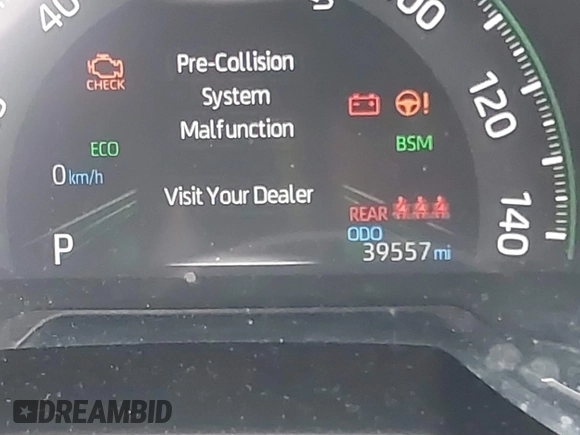 40
100
120
140
Pre-Collision
System
Malfunction
Visit Your Dealer
CHECK
ECO
0 km/h
P
BSM
REAR
ODO
39557 mi
DREAMBID